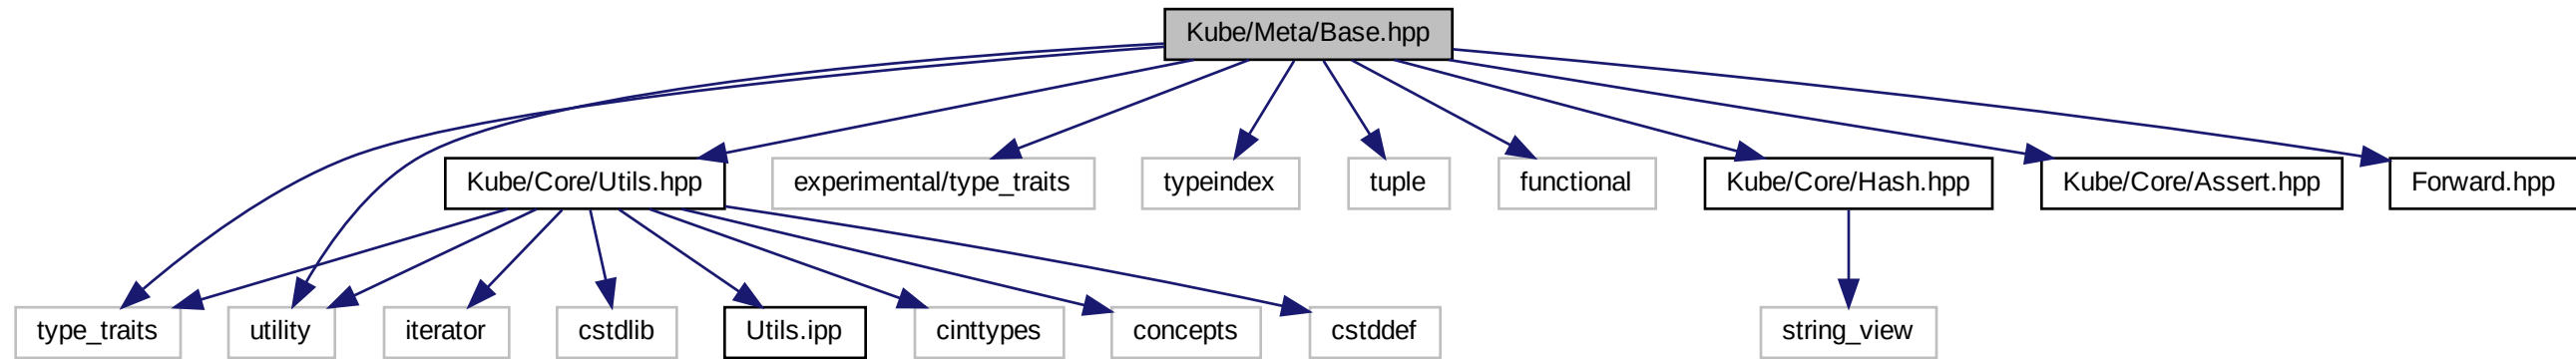 Kube/Meta/Base.hpp
Kube/Core/Utils.hpp
experimental/type_traits
typeindex
tuple
functional
Kube/Core/Hash.hpp
Kube/Core/Assert.hpp
Forward.hpp
type_traits
utility
iterator
cstdlib
Utils.ipp
cinttypes
concepts
cstddef
string_view